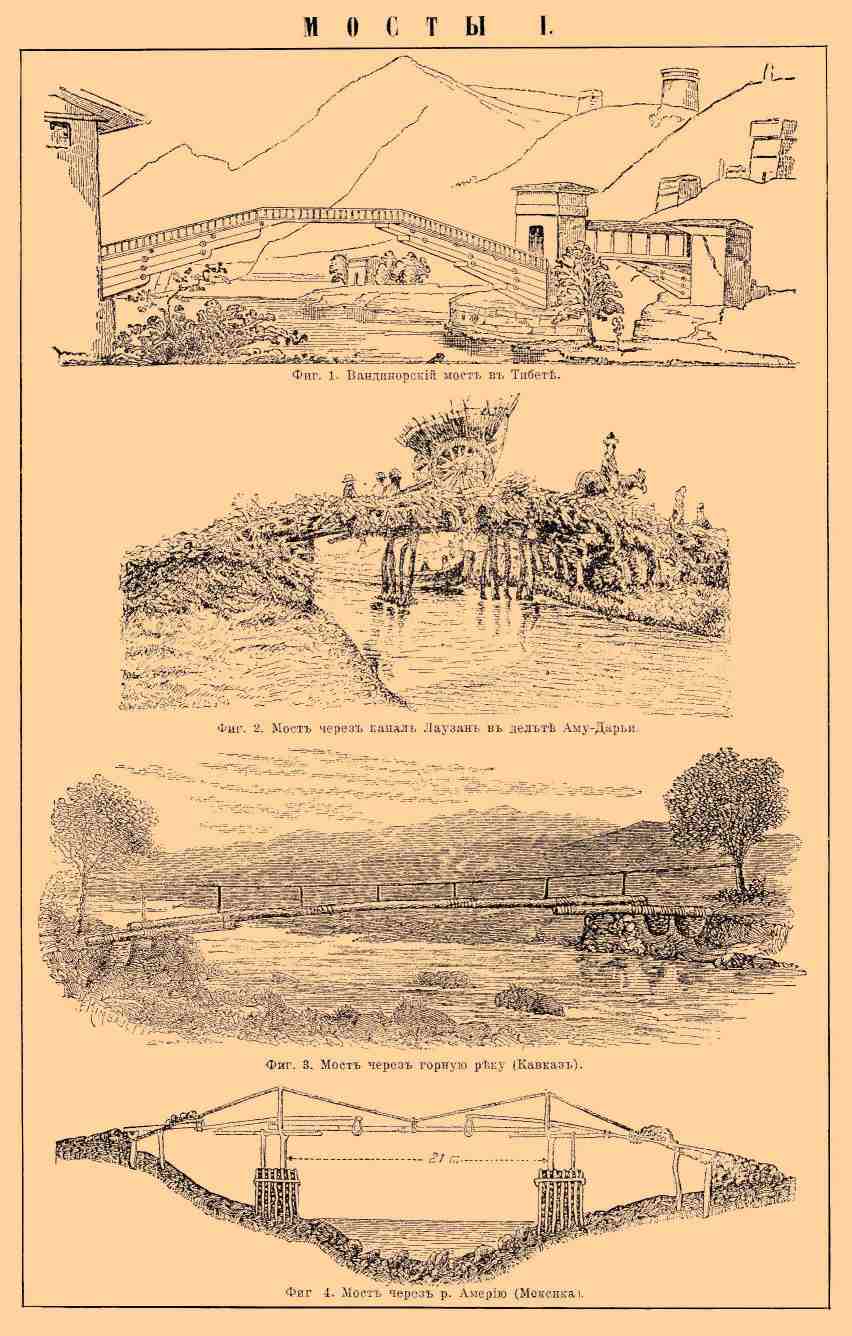 МОСТЫ I.
Фиг. 1. Вандипорскій мостъ въ Тибетѣ.
Фиг. 2. Мостъ черезъ каналъ Лаузанъ въ дельтѣ Аму-Дарьи.
Фиг. 3. Мостъ черезъ горную рѣку (Кавказъ).
21 m.
Фиг 4. Мостъ черезъ р. Амерію (Мексика).